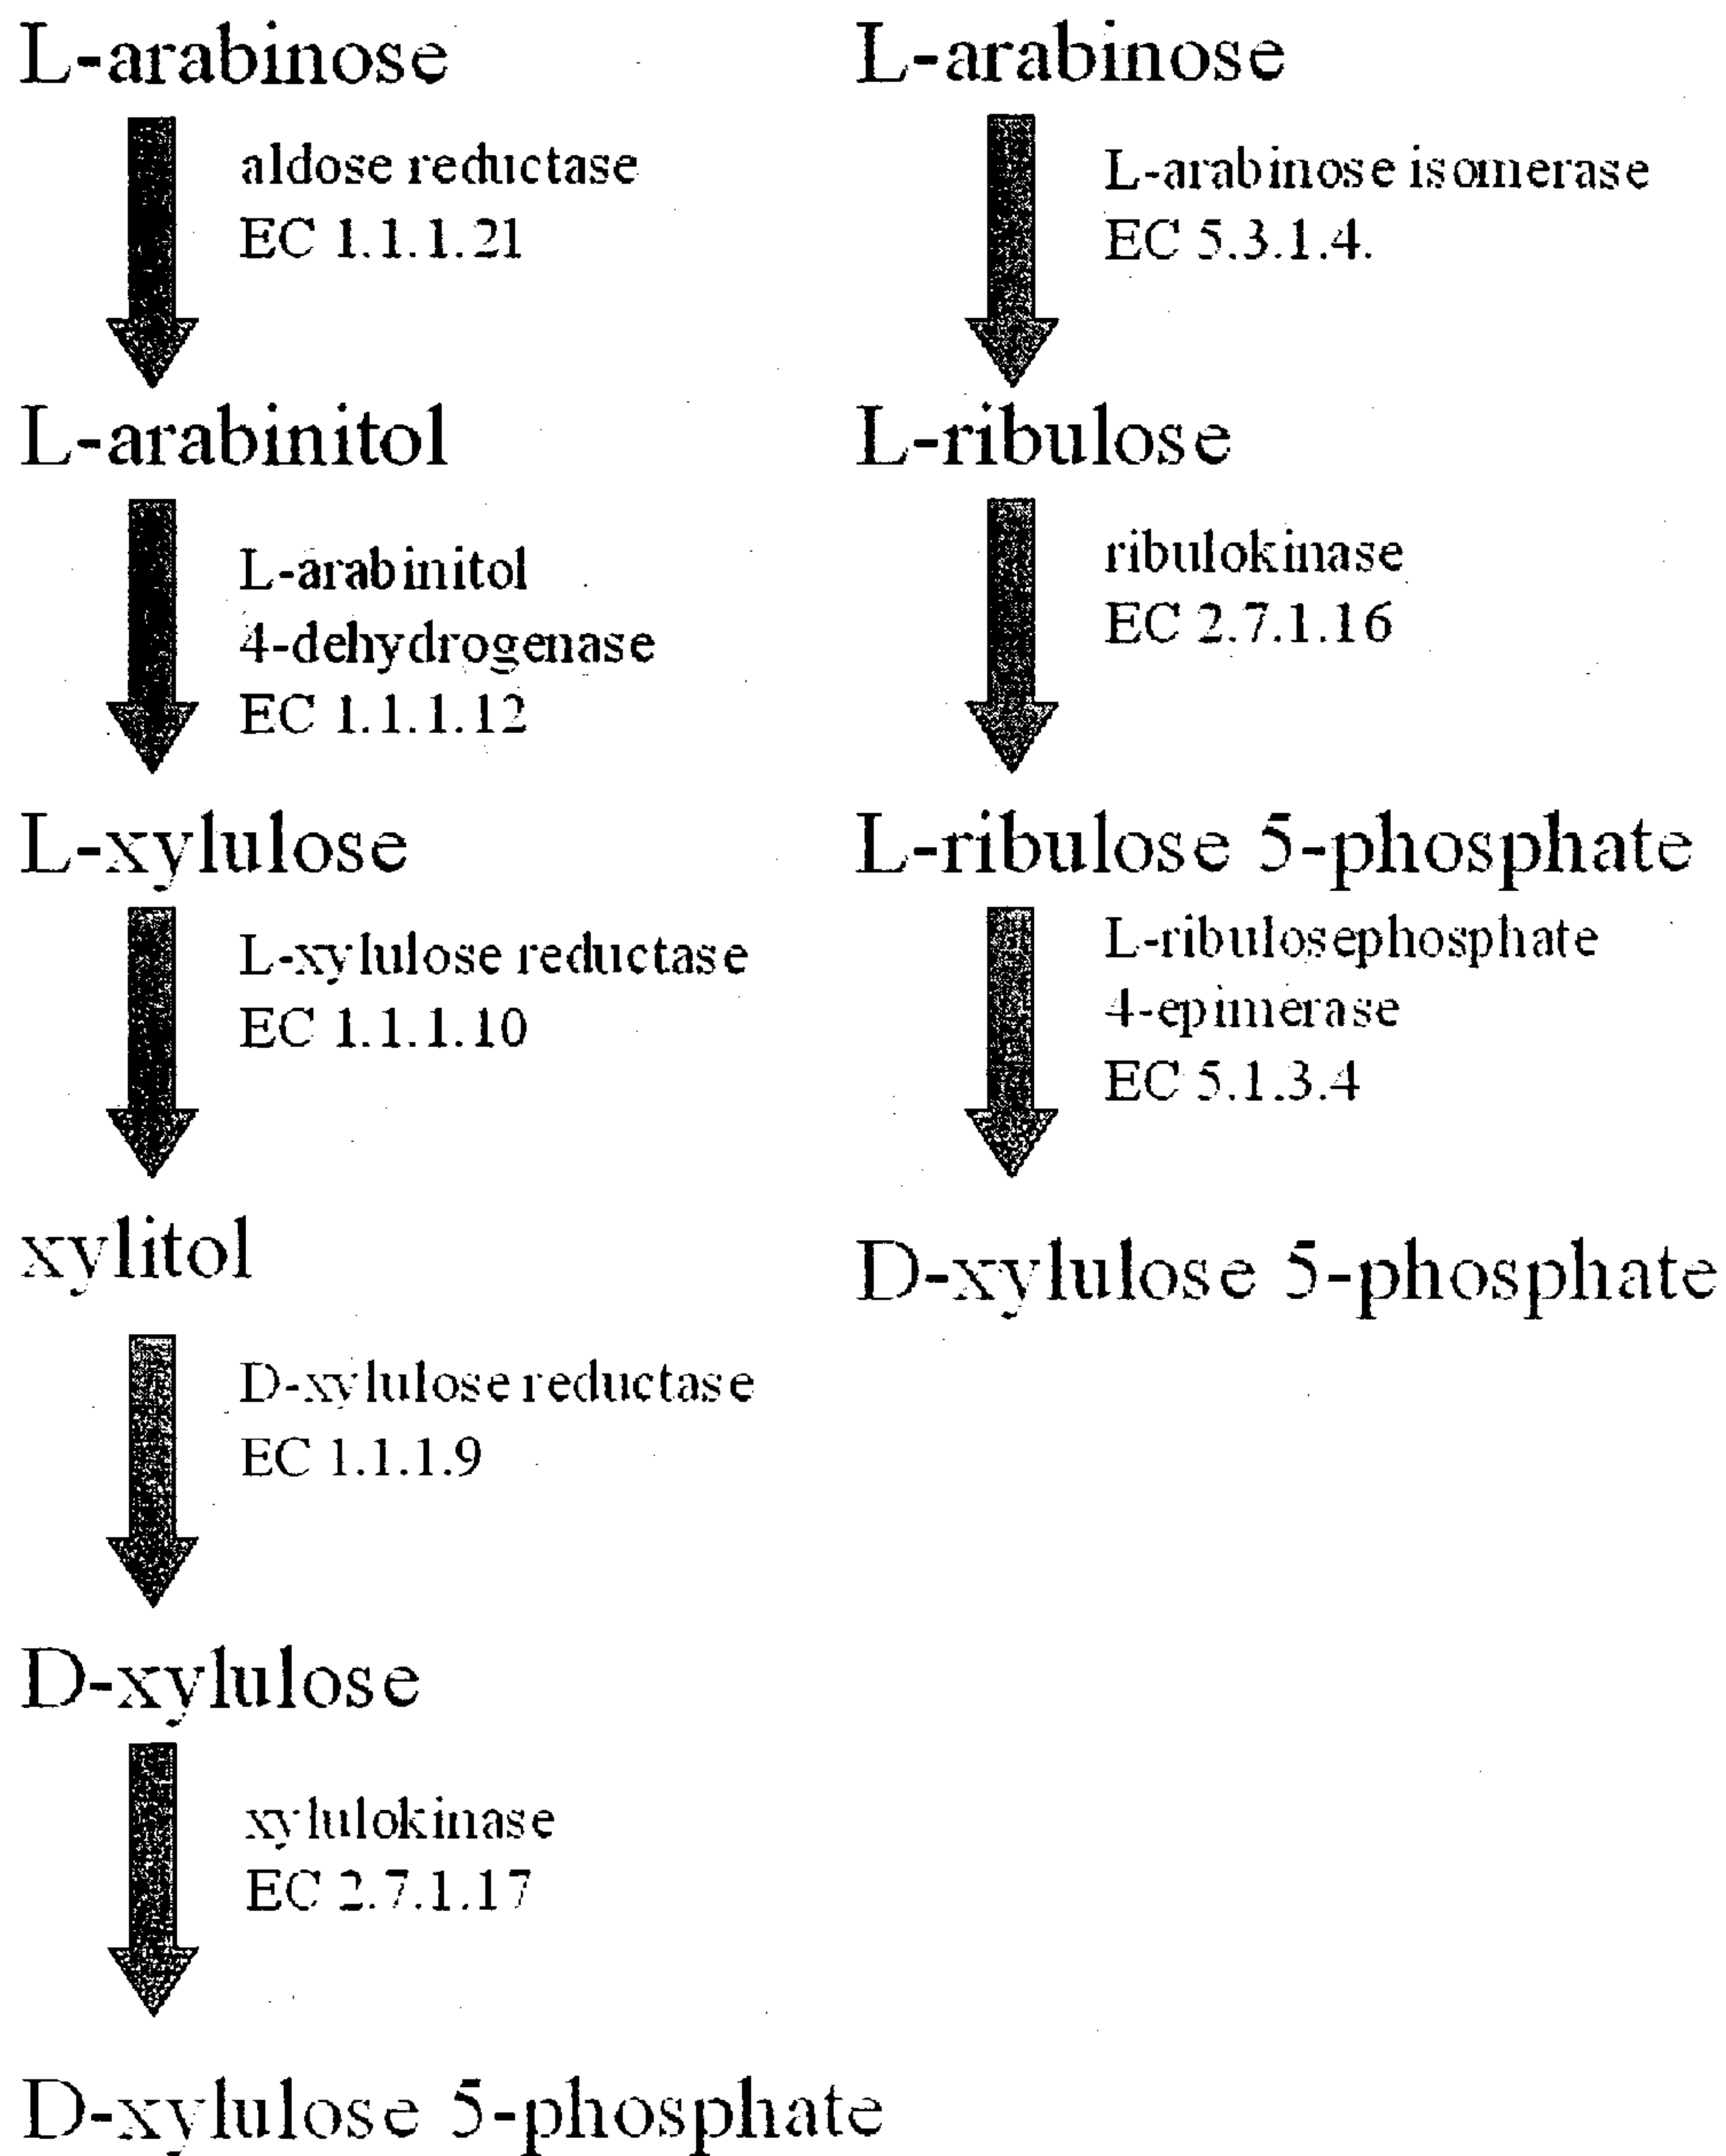 L-arabinose
aldose reductase
EC 1.1.1.21
L-arabinitol
L-arabinitol
4-dehydrogenase
EC 1.1.1.12
L-xylulose
L-xylulose reductase
EC 1.1.1.10
xylitol
D-xylulose reductase
EC 1.1.1.9
D-xylulose
xylulokinase
EC 2.7.1.17
D-xylulose 5-phosphate
L-arabinose
L-arabinose isomerase
EC 5.3.1.4.
L-ribulose
ribulokinase
EC 2.7.1.16
L-ribulose 5-phosphate
L-ribulosephosphate
4-epimerase
EC 5.1.3.4
D-xylulose 5-phosphate